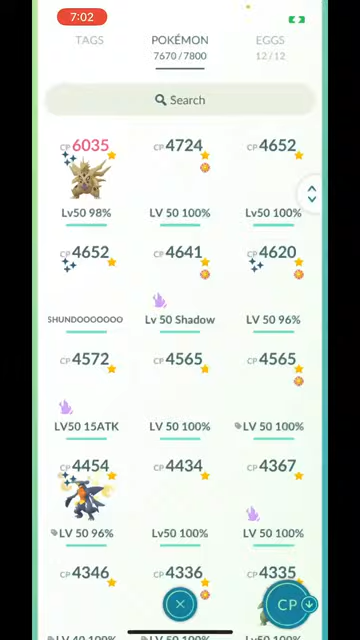 7:02
TAGS POKÉMON EGGS
7670 / 7800 12 / 12
Search
CP6035 CP4724 CP4652
Lv50 98% LV 50 100% Lv50 100%
CP4652 CP4641 CP4620
SHUNDOOOOOOO Lv 50 Shadow LV 50 96%
CP4572 CP4565 CP4565
LV50 15ATK LV 50 100% LV 50 100%
CP4454 CP4434 CP4367
LV 50 96% Lv50 100% LV 50 100%
CP4346 CP4336 CP4335
CP